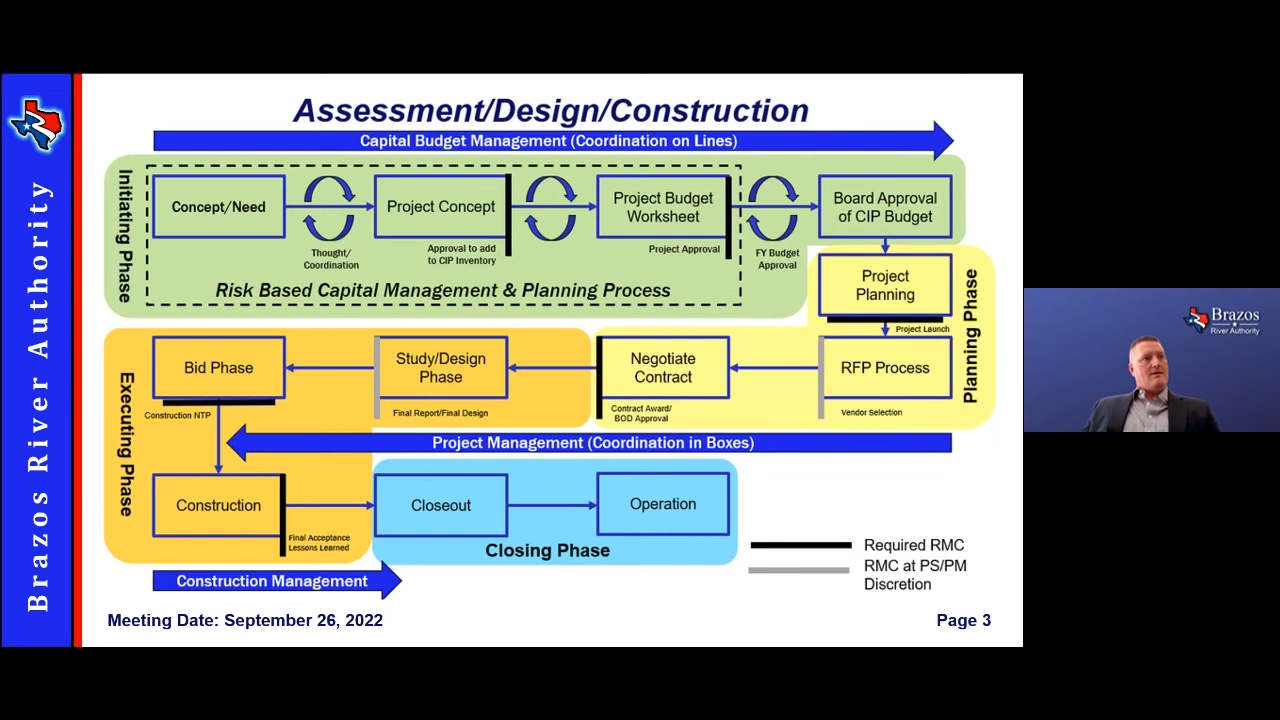 Brazos River Authority
Assessment/Design/Construction
Capital Budget Management (Coordination on Lines)
Initiating Phase
Concept/Need
Thought/
Coordination
Project Concept
Approval to add
to CIP Inventory
Project Budget
Worksheet
Project Approval
FY Budget
Approval
Board Approval
of CIP Budget
Risk Based Capital Management & Planning Process
Project
Planning
Project Launch
Planning Phase
RFP Process
Vendor Selection
Negotiate
Contract
Contract Award/
BOD Approval
Study/Design
Phase
Final Report/Final Design
Bid Phase
Construction NTP
Executing Phase
Project Management (Coordination in Boxes)
Construction
Final Acceptance
Lessons Learned
Closeout
Operation
Closing Phase
Construction Management
Required RMC
RMC at PS/PM
Discretion
Meeting Date: September 26, 2022
Page 3
Brazos
River Authority